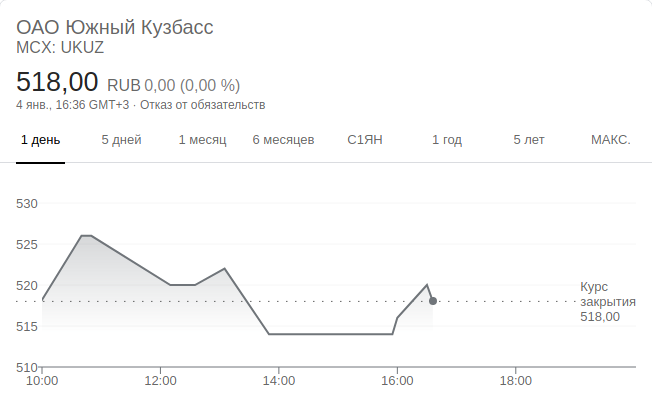 ОАО Южный Кузбасс
MCX: UKUZ
518,00 RUB 0,00 (0,00 %)
4 янв., 16:36 GMT+3 · Отказ от обязательств
1 день 5 дней 1 месяц 6 месяцев С1ЯН 1 год 5 лет МАКС.
530
525
520
Курс
закрытия
518,00
515
510
10:00 12:00 14:00 16:00 18:00